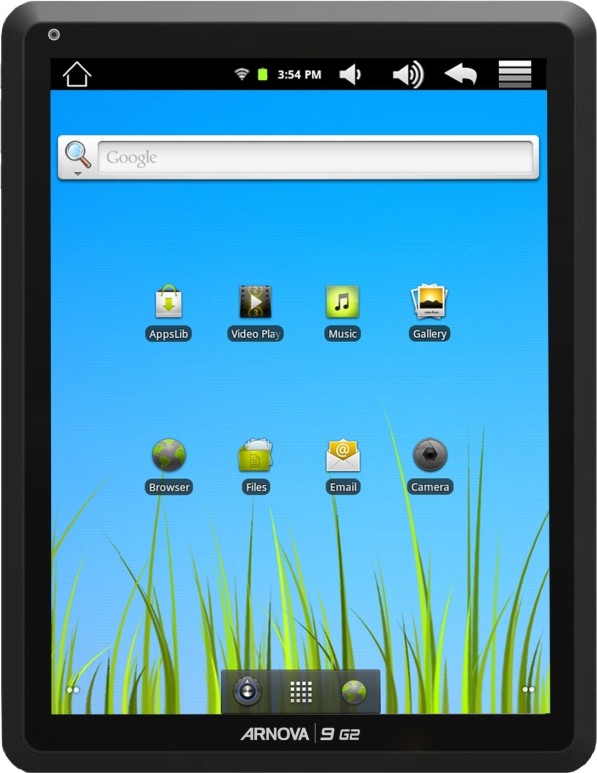 3:54 PM
Google
AppsLib
Video Play
Music
Gallery
Browser
Files
Email
Camera
ARNOVA | 9 G2